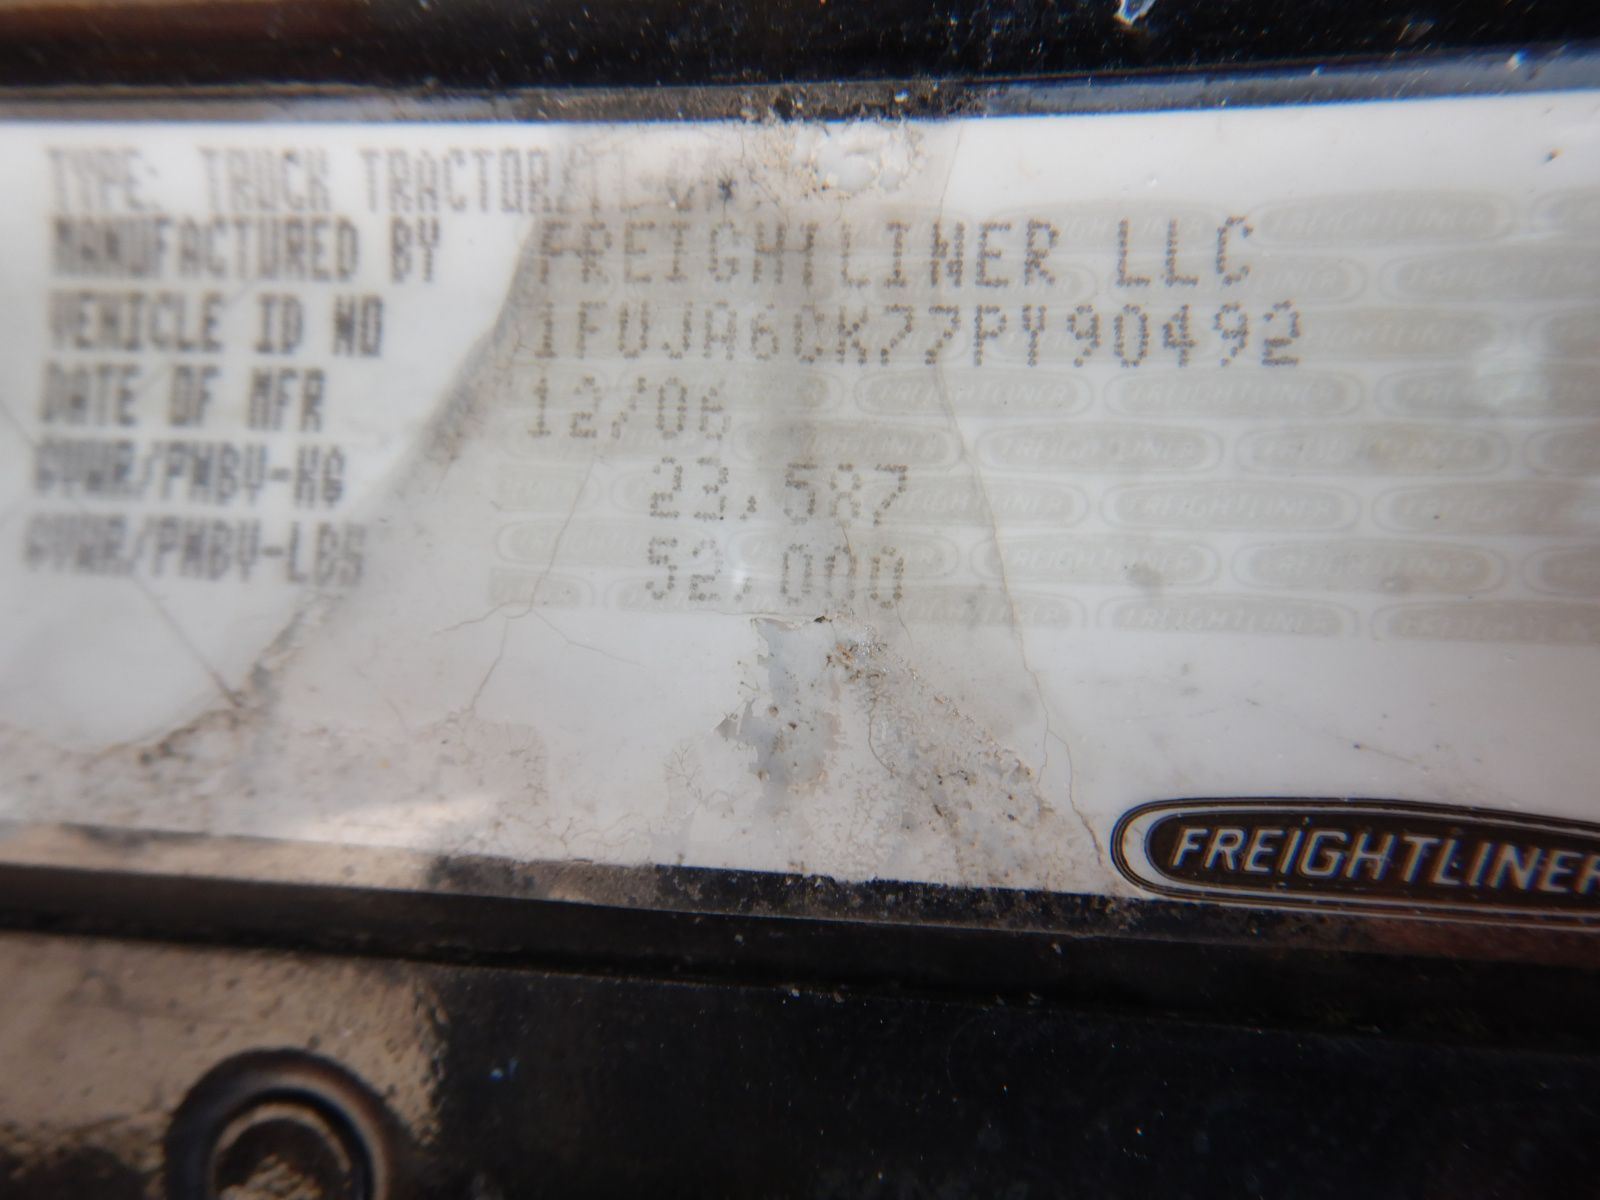 TYPE: TRUCK TRACTOR
MANUFACTURED BY FREIGHTLINER LLC
VEHICLE ID NO 1FUJA6CK77PY90492
DATE OF MFR 12/06
GVWR/PNBV-KG 23,587
GVWR/PNBV-LBS 52,000
FREIGHTLINER